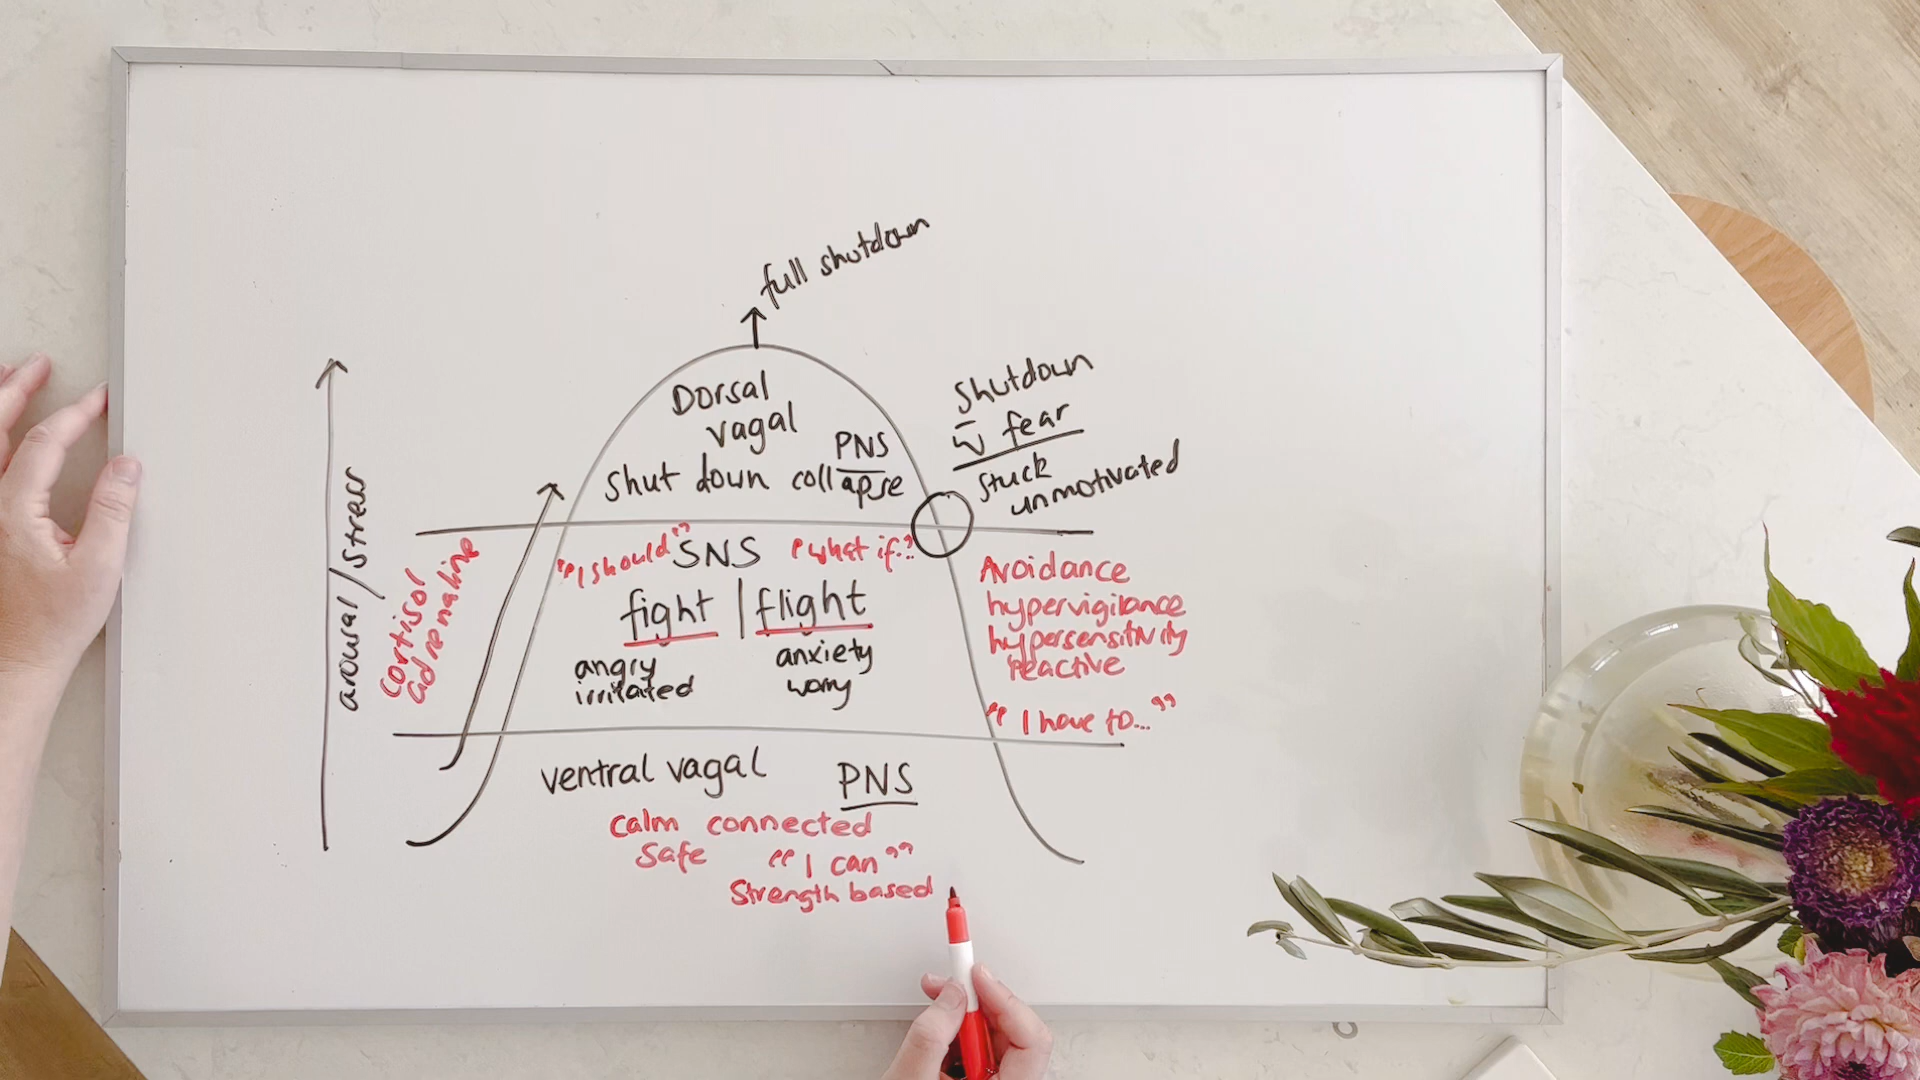 full shutdown
Dorsal
vagal
PNS
shut down collapse
Shutdown
w̄ fear
stuck
unmotivated
arousal/stress
cortisol
adrenaline
"I should" SNS "what if.."
fight | flight
angry
irritated
anxiety
worry
Avoidance
hypervigilance
hypersensitivity
reactive
"I have to..."
ventral vagal PNS
calm connected
safe "I can"
Strength based